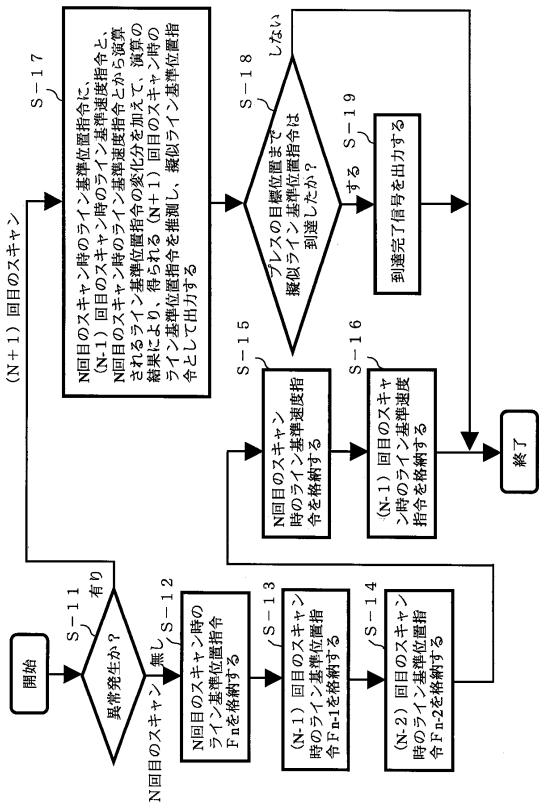 開始
S-11
異常発生か?
有り
(N+1)回目のスキャン
無し
N回目のスキャン
S-12
N回目のスキャン時の
ライン基準位置指令
Fnを格納する
S-13
(N-1)回目のスキャン
時のライン基準位置指
令Fn-1を格納する
S-14
(N-2)回目のスキャン
時のライン基準位置指
令Fn-2を格納する
S-15
N回目のスキャン
時のライン基準速度指
令を格納する
S-16
(N-1)回目のスキャ
ン時のライン基準速度
指令を格納する
S-17
N回目のスキャン時のライン基準位置指令に、
(N-1)回目のスキャン時のライン基準速度指令と、
N回目のスキャン時のライン基準速度指令とから演算
されるライン基準位置指令の変化分を加えて、演算の
結果により、得られる(N+1)回目のスキャン時の
ライン基準位置指令を推測し、擬似ライン基準位置指
令として出力する
S-18
プレスの目標位置まで
擬似ライン基準位置指令は
到達したか?
しない
する
S-19
到達完了信号を出力する
終了